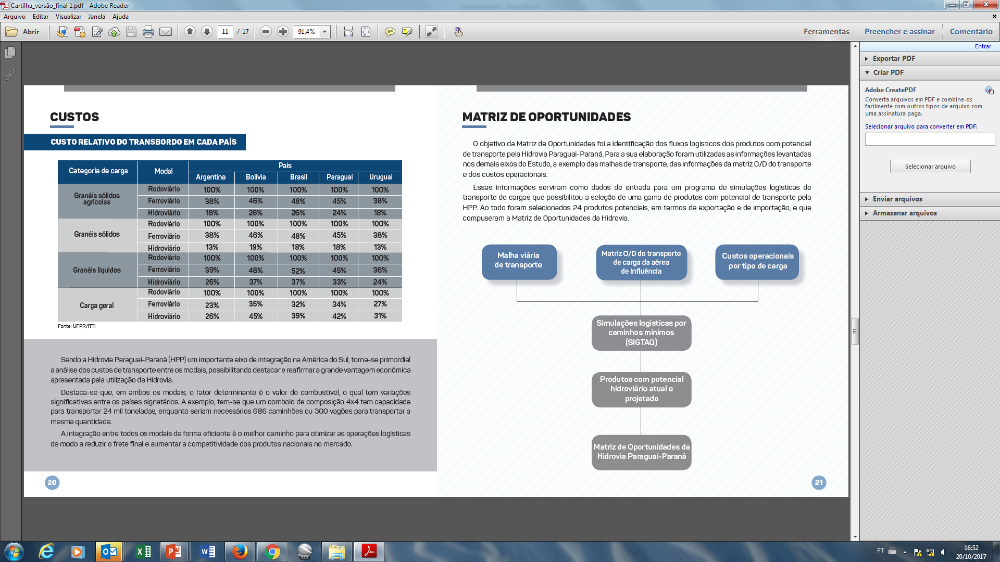 Cartilha_versão_final 1.pdf - Adobe Reader
Arquivo Editar Visualizar Janela Ajuda
Abrir 11 / 17 91,4% Ferramentas Preencher e assinar Comentário
Entrar
Exportar PDF
Criar PDF
Adobe CreatePDF
Converta arquivos em PDF e combine-os
facilmente com outros tipos de arquivo com
uma assinatura paga.
Selecionar arquivo para converter em PDF:
Selecionar arquivo
Enviar arquivos
Armazenar arquivos
CUSTOS
CUSTO RELATIVO DO TRANSBORDO EM CADA PAÍS
Categoria de carga Modal País
Argentina Bolívia Brasil Paraguai Uruguai
Granéis sólidos
agrícolas
Rodoviário 100% 100% 100% 100% 100%
Ferroviário 38% 46% 48% 45% 38%
Hidroviário 18% 26% 26% 24% 18%
Granéis sólidos
Rodoviário 100% 100% 100% 100% 100%
Ferroviário 38% 46% 48% 45% 38%
Hidroviário 13% 19% 18% 18% 13%
Granéis líquidos
Rodoviário 100% 100% 100% 100% 100%
Ferroviário 39% 46% 52% 45% 36%
Hidroviário 26% 37% 37% 33% 24%
Carga geral
Rodoviário 100% 100% 100% 100% 100%
Ferroviário 23% 35% 32% 34% 27%
Hidroviário 26% 45% 39% 42% 31%
Fonte: UFPR/ITTI
Sendo a Hidrovia Paraguai-Paraná (HPP) um importante eixo de integração na América do Sul, torna-se primordial
a análise dos custos de transporte entre os modais, possibilitando destacar e reafirmar a grande vantagem econômica
apresentada pela utilização da Hidrovia.
Destaca-se que, em ambos os modais, o fator determinante é o valor do combustível, o qual tem variações
significativas entre os países signatários. A exemplo, tem-se que um comboio de composição 4x4 tem capacidade
para transportar 24 mil toneladas, enquanto seriam necessários 686 caminhões ou 300 vagões para transportar a
mesma quantidade.
A integração entre todos os modais de forma eficiente é o melhor caminho para otimizar as operações logísticas
de modo a reduzir o frete final e aumentar a competitividade dos produtos nacionais no mercado.
20
MATRIZ DE OPORTUNIDADES
O objetivo da Matriz de Oportunidades foi a identificação dos fluxos logísticos dos produtos com potencial
de transporte pela Hidrovia Paraguai-Paraná. Para a sua elaboração foram utilizadas as informações levantadas
nos demais eixos do Estudo, a exemplo das malhas de transporte, das informações da matriz O/D do transporte
e dos custos operacionais.
Essas informações serviram como dados de entrada para um programa de simulações logísticas de
transporte de cargas que possibilitou a seleção de uma gama de produtos com potencial de transporte pela
HPP. Ao todo foram selecionados 24 produtos potenciais, em termos de exportação e de importação, e que
compuseram a Matriz de Oportunidades da Hidrovia.
Malha viária
de transporte
Matriz O/D do transporte
de carga da aérea
de influência
Custos operacionais
por tipo de carga
Simulações logísticas por
caminhos mínimos
(SIGTAQ)
Produtos com potencial
hidroviário atual e
projetado
Matriz de Oportunidades da
Hidrovia Paraguai-Paraná
21
PT
16:52
20/10/2017